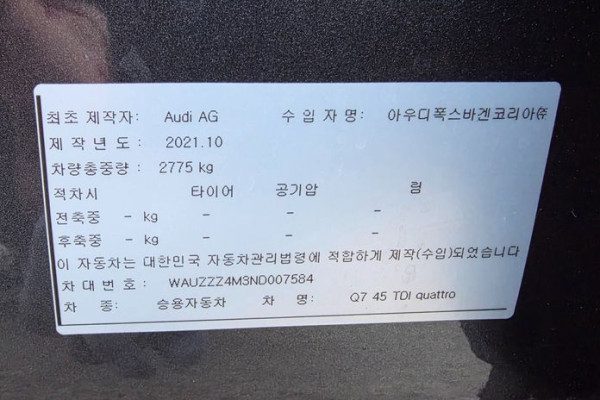 최초 제작자: Audi AG 수 입 자 명: 아우디폭스바겐코리아㈜
제 작 년 도 : 2021.10
차량총중량 : 2775 kg
적차시 타이어 공기압 림
전축중 - kg - - -
후축중 - kg - - -
이 자동차는 대한민국 자동차관리법령에 적합하게 제작(수입)되었습니다
차 대 번 호 : WAUZZZ4M3ND007584
차 종: 승용자동차 차 명: Q7 45 TDI quattro